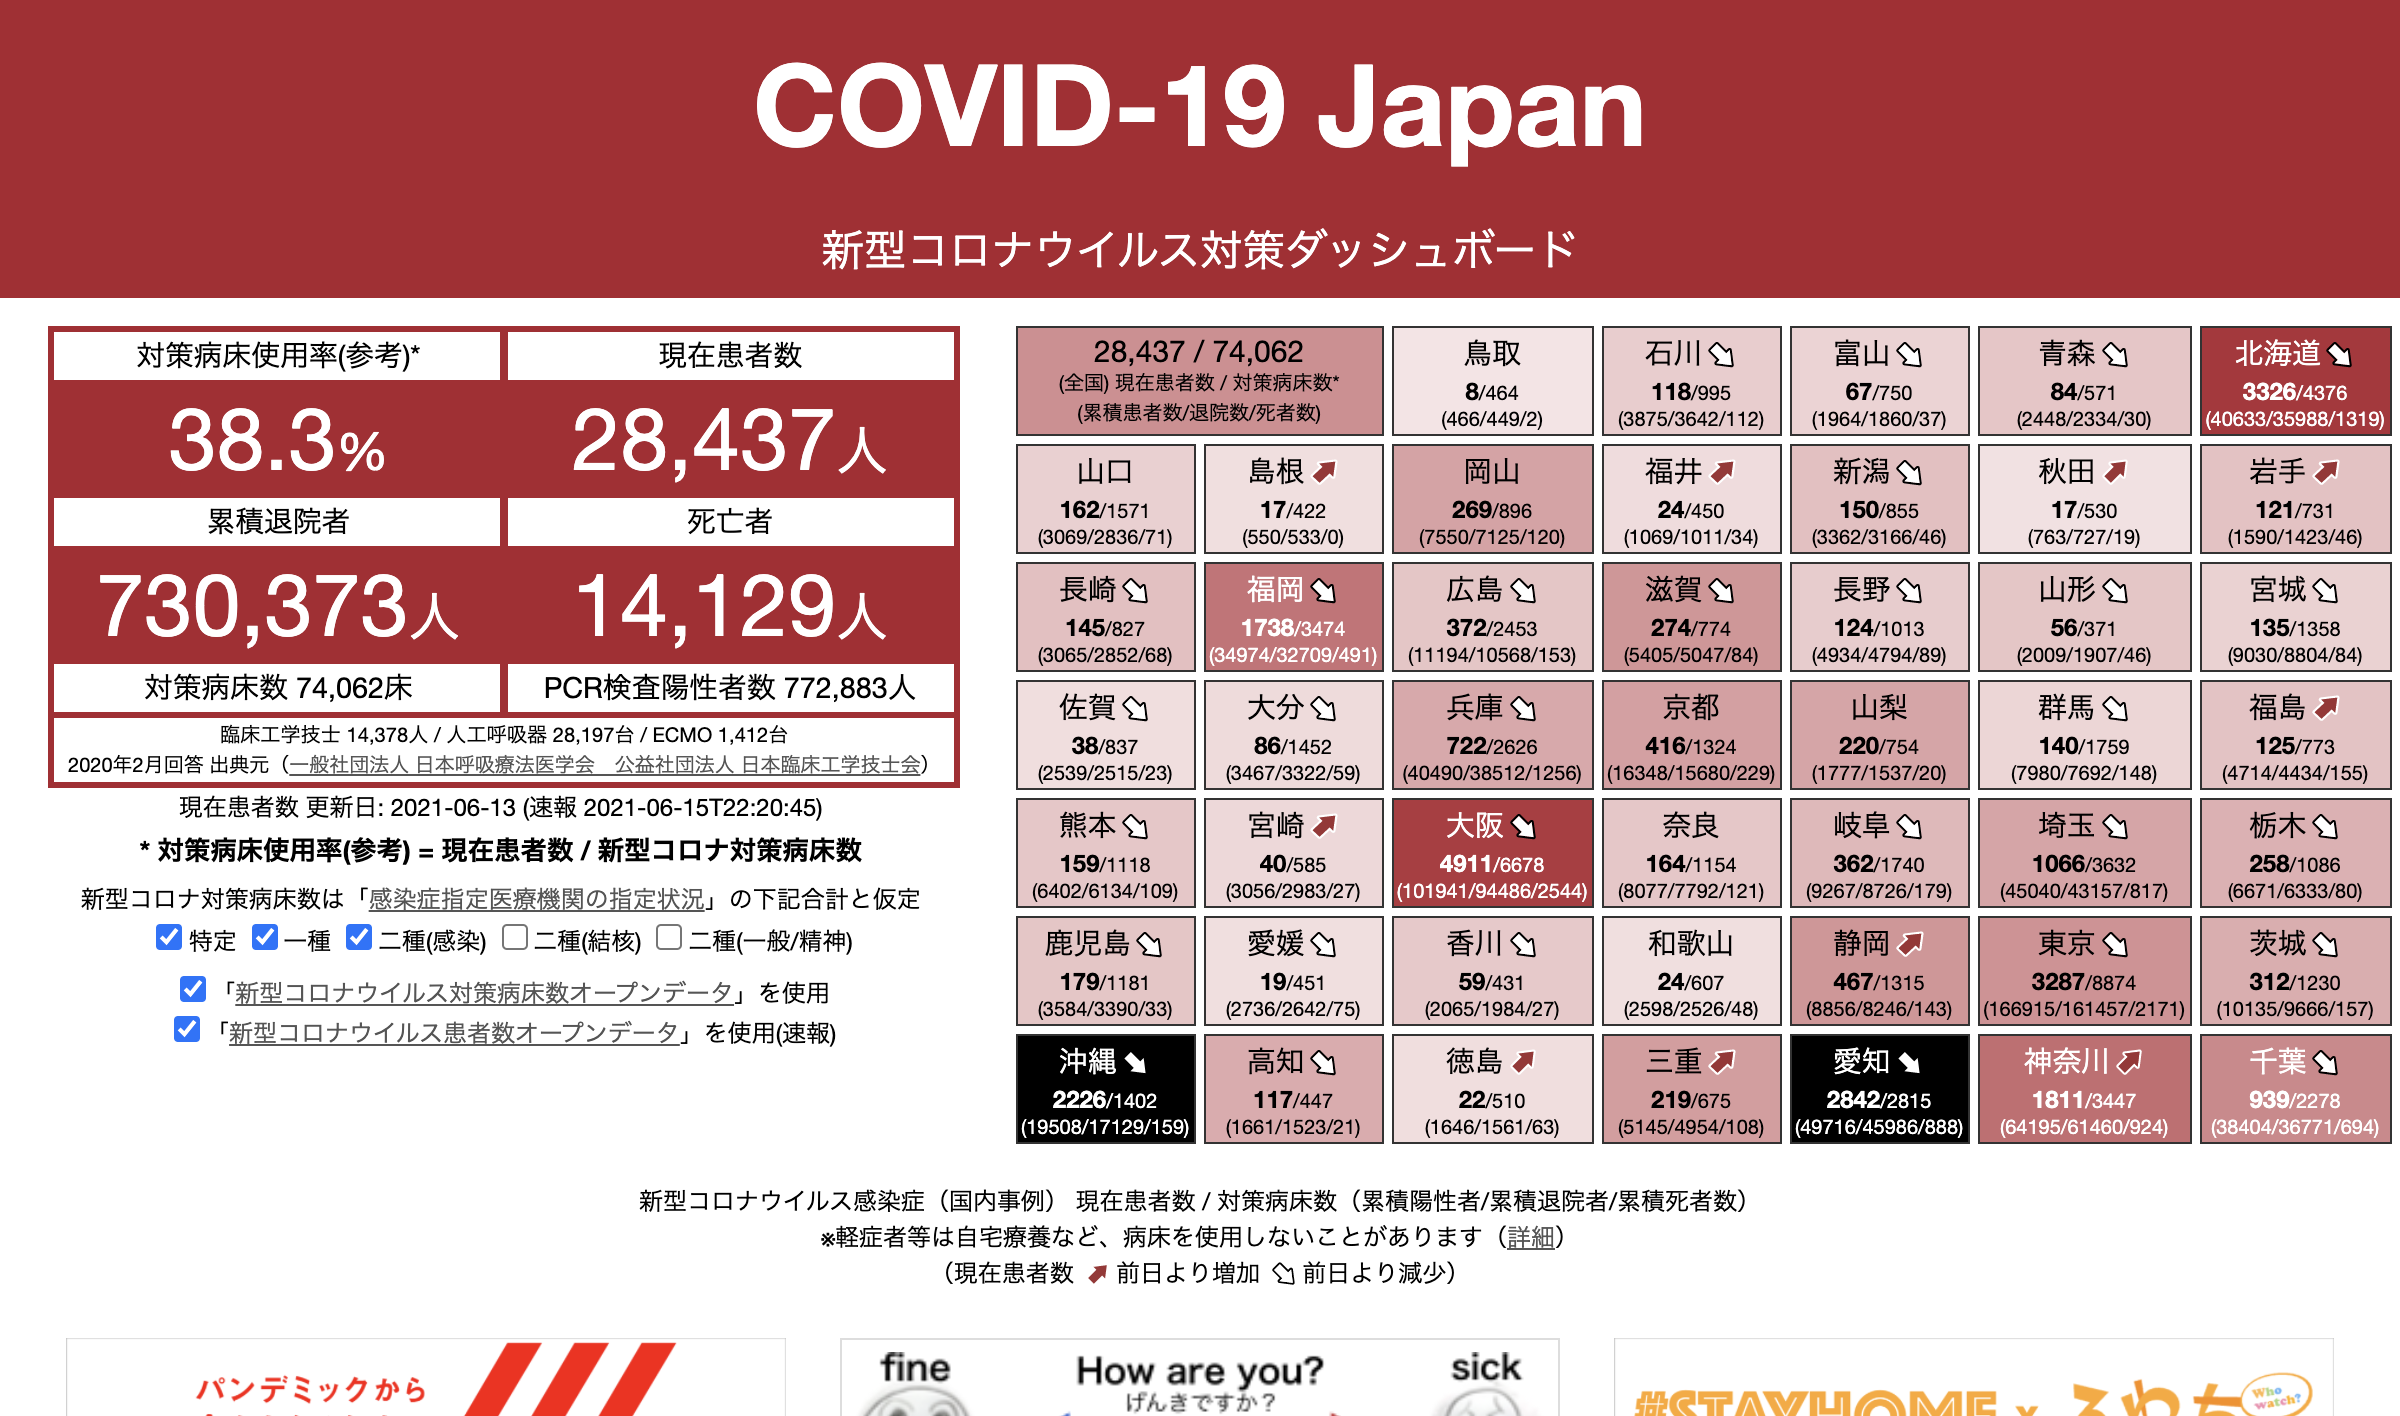 COVID-19 Japan
新型コロナウイルス対策ダッシュボード
対策病床使用率(参考)*
現在患者数
38.3%
28,437人
累積退院者
死亡者
730,373人
14,129人
対策病床数 74,062床
PCR検査陽性者数 772,883人
臨床工学技士 14,378人 / 人工呼吸器 28,197台 / ECMO 1,412台
2020年2月回答 出典元（一般社団法人 日本呼吸療法医学会　公益社団法人 日本臨床工学技士会）
現在患者数 更新日: 2021-06-13 (速報 2021-06-15T22:20:45)
* 対策病床使用率(参考) = 現在患者数 / 新型コロナ対策病床数
新型コロナ対策病床数は「感染症指定医療機関の指定状況」の下記合計と仮定
特定 一種 二種(感染) 二種(結核) 二種(一般/精神)
「新型コロナウイルス対策病床数オープンデータ」を使用
「新型コロナウイルス患者数オープンデータ」を使用(速報)
28,437 / 74,062
(全国) 現在患者数 / 対策病床数*
(累積患者数/退院数/死者数)
鳥取
8/464
(466/449/2)
石川
118/995
(3875/3642/112)
富山
67/750
(1964/1860/37)
青森
84/571
(2448/2334/30)
北海道
3326/4376
(40633/35988/1319)
山口
162/1571
(3069/2836/71)
島根
17/422
(550/533/0)
岡山
269/896
(7550/7125/120)
福井
24/450
(1069/1011/34)
新潟
150/855
(3362/3166/46)
秋田
17/530
(763/727/19)
岩手
121/731
(1590/1423/46)
長崎
145/827
(3065/2852/68)
福岡
1738/3474
(34974/32709/491)
広島
372/2453
(11194/10568/153)
滋賀
274/774
(5405/5047/84)
長野
124/1013
(4934/4794/89)
山形
56/371
(2009/1907/46)
宮城
135/1358
(9030/8804/84)
佐賀
38/837
(2539/2515/23)
大分
86/1452
(3467/3322/59)
兵庫
722/2626
(40490/38512/1256)
京都
416/1324
(16348/15680/229)
山梨
220/754
(1777/1537/20)
群馬
140/1759
(7980/7692/148)
福島
125/773
(4714/4434/155)
熊本
159/1118
(6402/6134/109)
宮崎
40/585
(3056/2983/27)
大阪
4911/6678
(101941/94486/2544)
奈良
164/1154
(8077/7792/121)
岐阜
362/1740
(9267/8726/179)
埼玉
1066/3632
(45040/43157/817)
栃木
258/1086
(6671/6333/80)
鹿児島
179/1181
(3584/3390/33)
愛媛
19/451
(2736/2642/75)
香川
59/431
(2065/1984/27)
和歌山
24/607
(2598/2526/48)
静岡
467/1315
(8856/8246/143)
東京
3287/8874
(166915/161457/2171)
茨城
312/1230
(10135/9666/157)
沖縄
2226/1402
(19508/17129/159)
高知
117/447
(1661/1523/21)
徳島
22/510
(1646/1561/63)
三重
219/675
(5145/4954/108)
愛知
2842/2815
(49716/45986/888)
神奈川
1811/3447
(64195/61460/924)
千葉
939/2278
(38404/36771/694)
新型コロナウイルス感染症（国内事例） 現在患者数 / 対策病床数（累積陽性者/累積退院者/累積死者数）
※軽症者等は自宅療養など、病床を使用しないことがあります（詳細）
（現在患者数 前日より増加 前日より減少）
パンデミックから
fine
How are you?
sick
げんきですか？
#STAYHOME x ふわっち
Who watch?